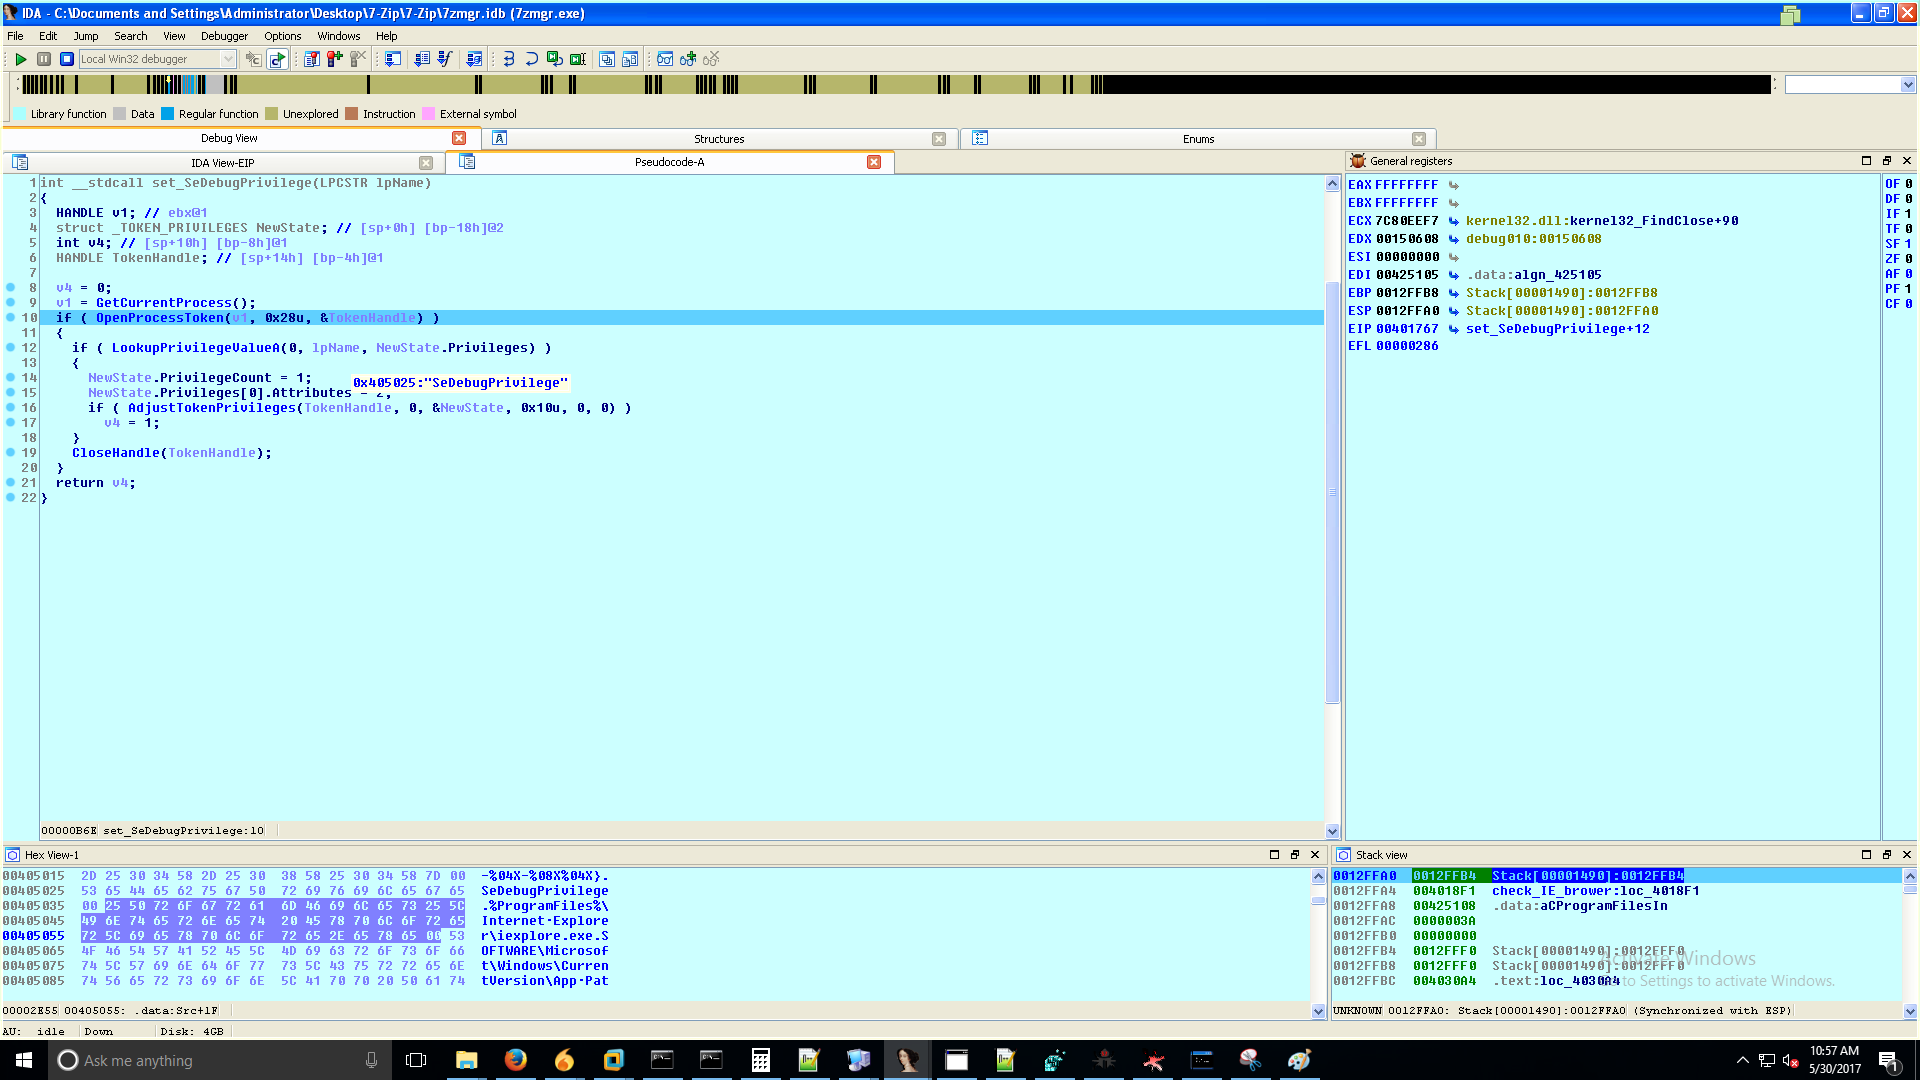 IDA - C:\Documents and Settings\Administrator\Desktop\7-Zip\7-Zip\7zmgr.idb (7zmgr.exe)
File Edit Jump Search View Debugger Options Windows Help
Local Win32 debugger
Library function Data Regular function Unexplored Instruction External symbol
Debug View Structures Enums
IDA View-EIP Pseudocode-A General registers
1 int __stdcall set_SeDebugPrivilege(LPCSTR lpName)
2 {
3 HANDLE v1; // ebx@1
4 struct _TOKEN_PRIVILEGES NewState; // [sp+0h] [bp-18h]@2
5 int v4; // [sp+10h] [bp-8h]@1
6 HANDLE TokenHandle; // [sp+14h] [bp-4h]@1
7
8 v4 = 0;
9 v1 = GetCurrentProcess();
10 if ( OpenProcessToken(v1, 0x28u, &TokenHandle) )
11 {
12 if ( LookupPrivilegeValueA(0, lpName, NewState.Privileges) )
13 {
14 NewState.PrivilegeCount = 1;
0x405025:"SeDebugPrivilege"
15 NewState.Privileges[0].Attributes = 2;
16 if ( AdjustTokenPrivileges(TokenHandle, 0, &NewState, 0x10u, 0, 0) )
17 v4 = 1;
18 }
19 CloseHandle(TokenHandle);
20 }
21 return v4;
22 }
00000B6E set_SeDebugPrivilege:10
EAX FFFFFFFF
EBX FFFFFFFF
ECX 7C80EEF7 kernel32.dll:kernel32_FindClose+90
EDX 00150608 debug010:00150608
ESI 00000000
EDI 00425105 .data:algn_425105
EBP 0012FFB8 Stack[00001490]:0012FFB8
ESP 0012FFA0 Stack[00001490]:0012FFA0
EIP 00401767 set_SeDebugPrivilege+12
EFL 00000286
OF 0
DF 0
IF 1
TF 0
SF 1
ZF 0
AF 0
PF 1
CF 0
Hex View-1
00405015 2D 25 30 34 58 2D 25 30 38 58 25 30 34 58 7D 00 -%04X-%08X%04X}.
00405025 53 65 44 65 62 75 67 50 72 69 76 69 6C 65 67 65 SeDebugPrivilege
00405035 00 25 50 72 6F 67 72 61 6D 46 69 6C 65 73 25 5C .%ProgramFiles%\
00405045 49 6E 74 65 72 6E 65 74 20 45 78 70 6C 6F 72 65 Internet·Explore
00405055 72 5C 69 65 78 70 6C 6F 72 65 2E 65 78 65 00 53 r\iexplore.exe.S
00405065 4F 46 54 57 41 52 45 5C 4D 69 63 72 6F 73 6F 66 OFTWARE\Microsof
00405075 74 5C 57 69 6E 64 6F 77 73 5C 43 75 72 72 65 6E t\Windows\Curren
00405085 74 56 65 72 73 69 6F 6E 5C 41 70 70 20 50 61 74 tVersion\App·Pat
00002E55 00405055: .data:Src+1F
Stack view
0012FFA0 0012FFB4 Stack[00001490]:0012FFB4
0012FFA4 004018F1 check_IE_brower:loc_4018F1
0012FFA8 00425108 .data:aCProgramFilesIn
0012FFAC 0000003A
0012FFB0 00000000
0012FFB4 0012FFF0 Stack[00001490]:0012FFF0
0012FFB8 0012FFF0 Stack[00001490]:0012FFF0
0012FFBC 004030A4 .text:loc_4030A4
Activate Windows
Go to Settings to activate Windows.
UNKNOWN 0012FFA0: Stack[00001490]:0012FFA0 (Synchronized with ESP)
AU: idle Down Disk: 4GB
Ask me anything
10:57 AM
5/30/2017
1